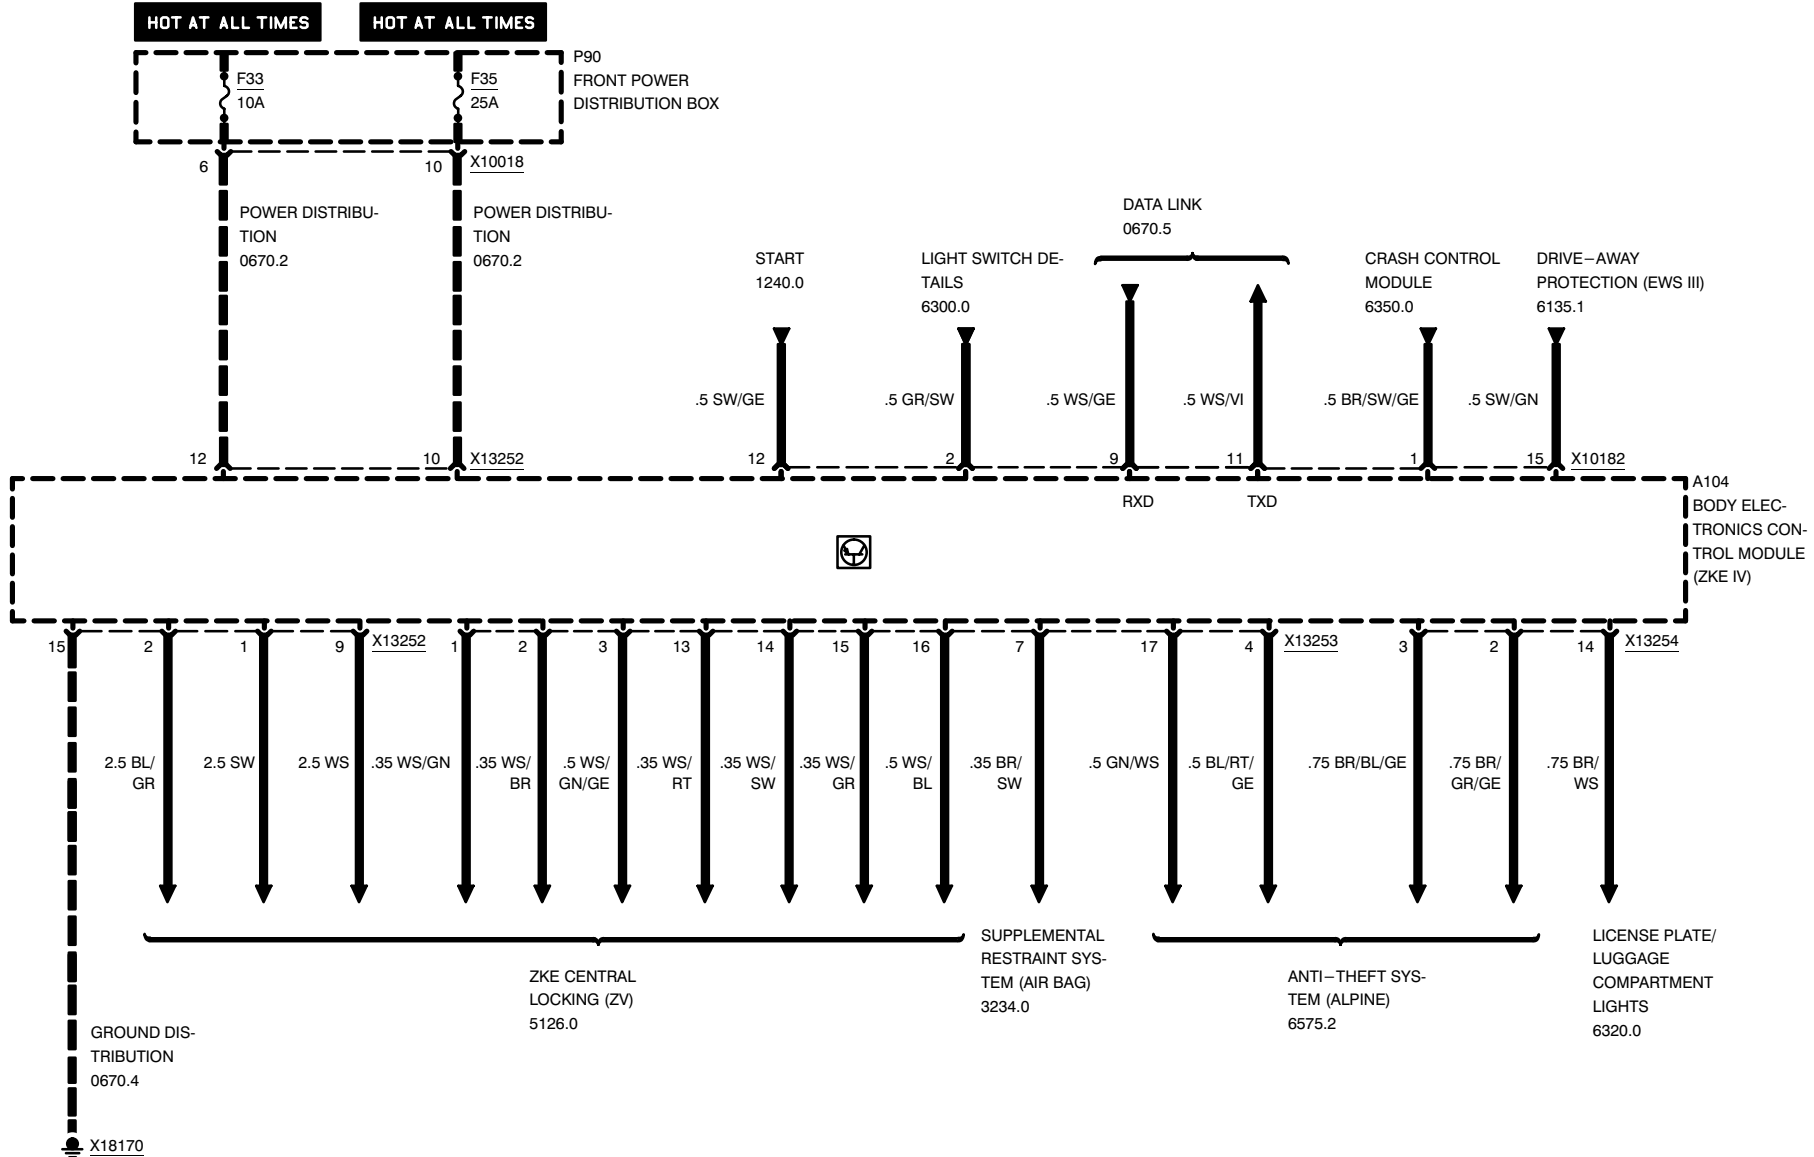 HOT AT ALL TIMES
HOT AT ALL TIMES
P90
FRONT POWER
DISTRIBUTION BOX
F33
10A
F35
25A
6
10
X10018
POWER DISTRIBU-
TION
0670.2
POWER DISTRIBU-
TION
0670.2
DATA LINK
0670.5
START
1240.0
LIGHT SWITCH DE-
TAILS
6300.0
CRASH CONTROL
MODULE
6350.0
DRIVE-AWAY
PROTECTION (EWS III)
6135.1
.5 SW/GE
.5 GR/SW
.5 WS/GE
.5 WS/VI
.5 BR/SW/GE
.5 SW/GN
12
10
X13252
12
2
9
11
1
15
X10182
RXD
TXD
A104
BODY ELEC-
TRONICS CON-
TROL MODULE
(ZKE IV)
15
2
1
9
X13252
1
2
3
13
14
15
16
7
17
4
X13253
3
2
14
X13254
2.5 BL/
GR
2.5 SW
2.5 WS
.35 WS/GN
.35 WS/
BR
.5 WS/
GN/GE
.35 WS/
RT
.35 WS/
SW
.35 WS/
GR
.5 WS/
BL
.35 BR/
SW
.5 GN/WS
.5 BL/RT/
GE
.75 BR/BL/GE
.75 BR/
GR/GE
.75 BR/
WS
ZKE CENTRAL
LOCKING (ZV)
5126.0
SUPPLEMENTAL
RESTRAINT SYS-
TEM (AIR BAG)
3234.0
ANTI-THEFT SYS-
TEM (ALPINE)
6575.2
LICENSE PLATE/
LUGGAGE
COMPARTMENT
LIGHTS
6320.0
GROUND DIS-
TRIBUTION
0670.4
X18170